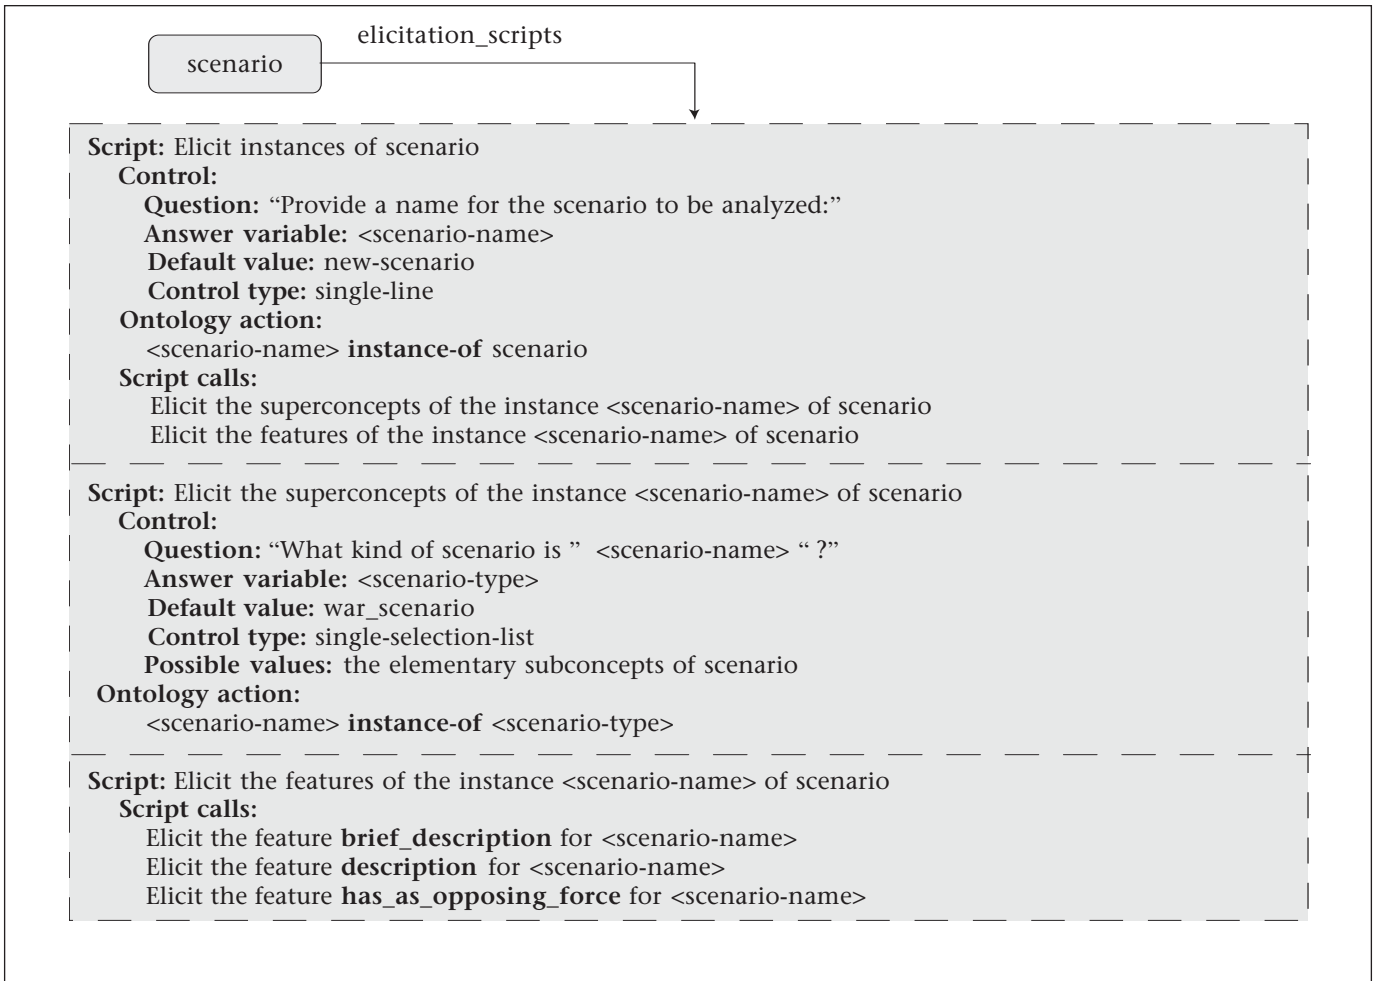 elicitation_scripts
scenario
Script: Elicit instances of scenario
Control:
Question: “Provide a name for the scenario to be analyzed:”
Answer variable: <scenario-name>
Default value: new-scenario
Control type: single-line
Ontology action:
<scenario-name> instance-of scenario
Script calls:
Elicit the superconcepts of the instance <scenario-name> of scenario
Elicit the features of the instance <scenario-name> of scenario
Script: Elicit the superconcepts of the instance <scenario-name> of scenario
Control:
Question: “What kind of scenario is ” <scenario-name> “ ?”
Answer variable: <scenario-type>
Default value: war_scenario
Control type: single-selection-list
Possible values: the elementary subconcepts of scenario
Ontology action:
<scenario-name> instance-of <scenario-type>
Script: Elicit the features of the instance <scenario-name> of scenario
Script calls:
Elicit the feature brief_description for <scenario-name>
Elicit the feature description for <scenario-name>
Elicit the feature has_as_opposing_force for <scenario-name>